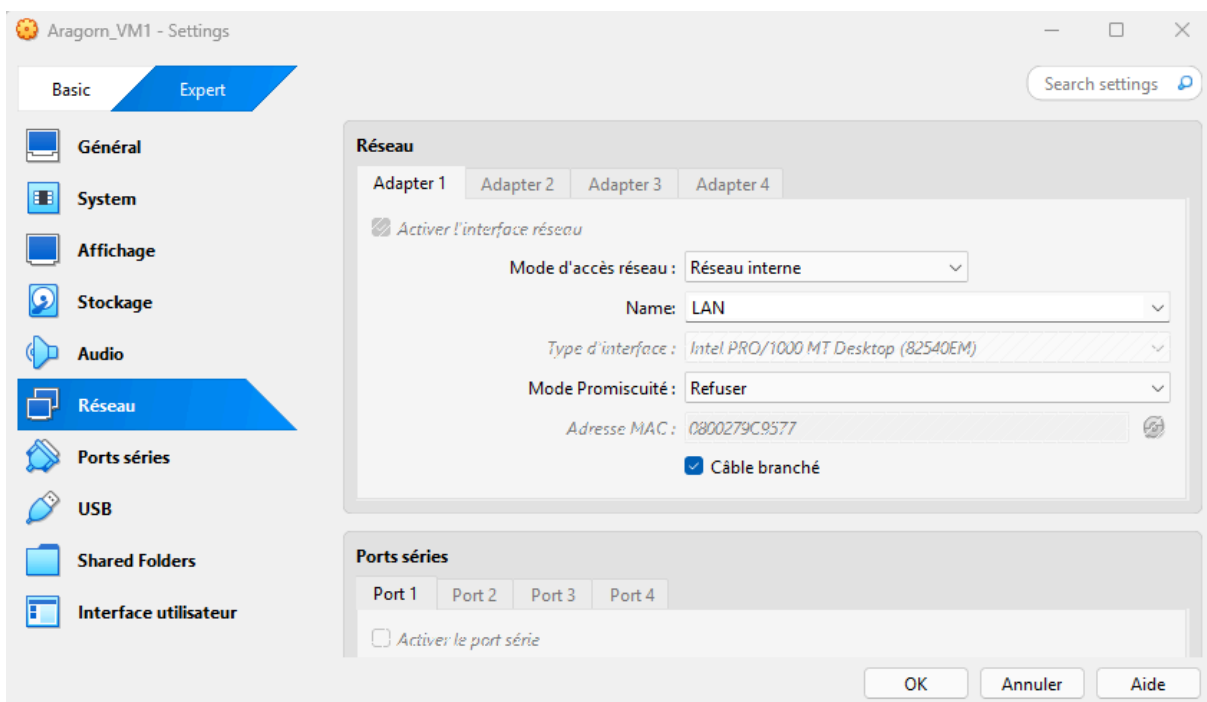 Aragorn_VM1 - Settings
Basic Expert Search settings
Général
System
Affichage
Stockage
Audio
Réseau
Ports séries
USB
Shared Folders
Interface utilisateur
Réseau
Adapter 1 Adapter 2 Adapter 3 Adapter 4
Activer l'interface réseau
Mode d'accès réseau : Réseau interne
Name: LAN
Type d'interface : Intel PRO/1000 MT Desktop (82540EM)
Mode Promiscuité : Refuser
Adresse MAC : 0800279C9577
Câble branché
Ports séries
Port 1 Port 2 Port 3 Port 4
Activer le port série
OK Annuler Aide